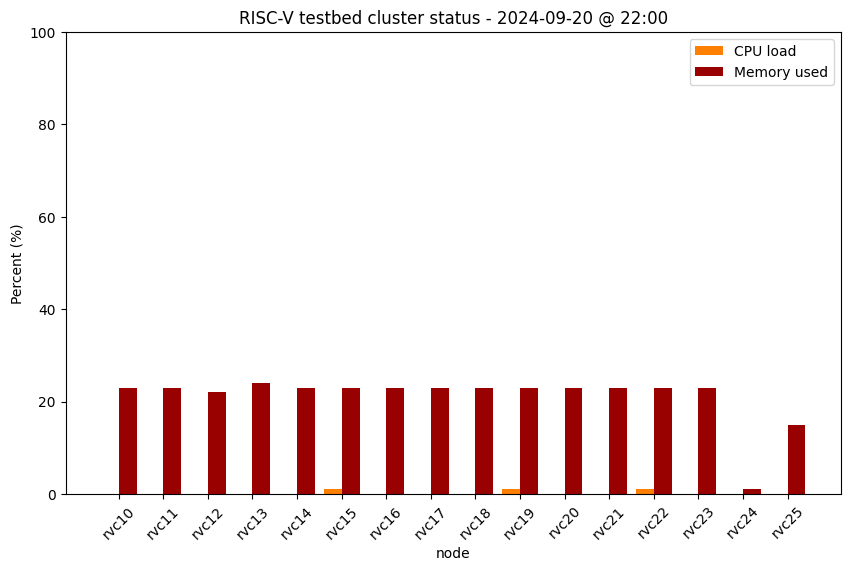 RISC-V testbed cluster status - 2024-09-20 @ 22:00
CPU load
Memory used
Percent (%)
100
80
60
40
20
0
rvc10 rvc11 rvc12 rvc13 rvc14 rvc15 rvc16 rvc17 rvc18 rvc19 rvc20 rvc21 rvc22 rvc23 rvc24 rvc25
node